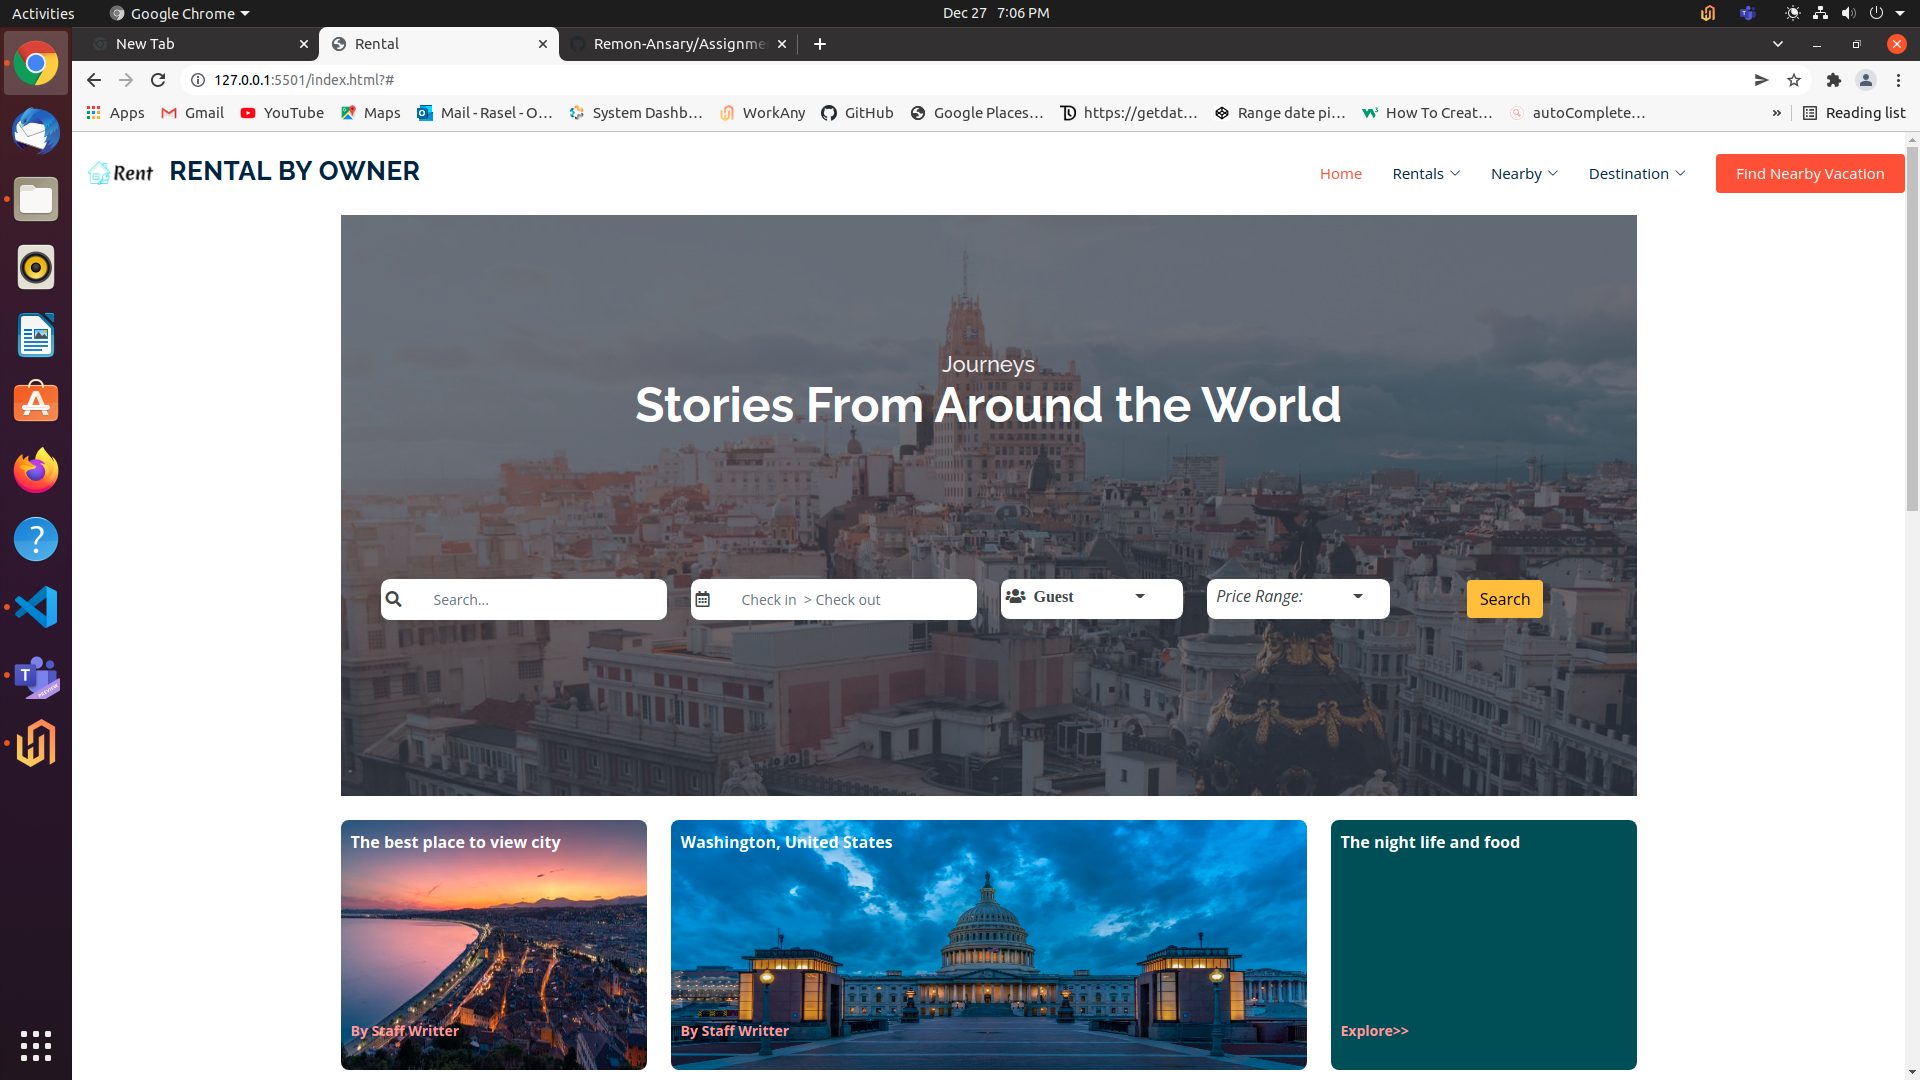 Activities
Google Chrome
Dec 27 7:06 PM
New Tab
Rental
Remon-Ansary/Assignme
127.0.0.1:5501/index.html?#
Apps
Gmail
YouTube
Maps
Mail - Rasel - O...
System Dashb...
WorkAny
GitHub
Google Places...
https://getdat...
Range date pi...
How To Creat...
autoComplete...
»
Reading list
Rent
RENTAL BY OWNER
Home
Rentals
Nearby
Destination
Find Nearby Vacation
Journeys
Stories From Around the World
Search...
Check in > Check out
Guest
Price Range:
Search
The best place to view city
Washington, United States
The night life and food
By Staff Writter
By Staff Writter
Explore>>